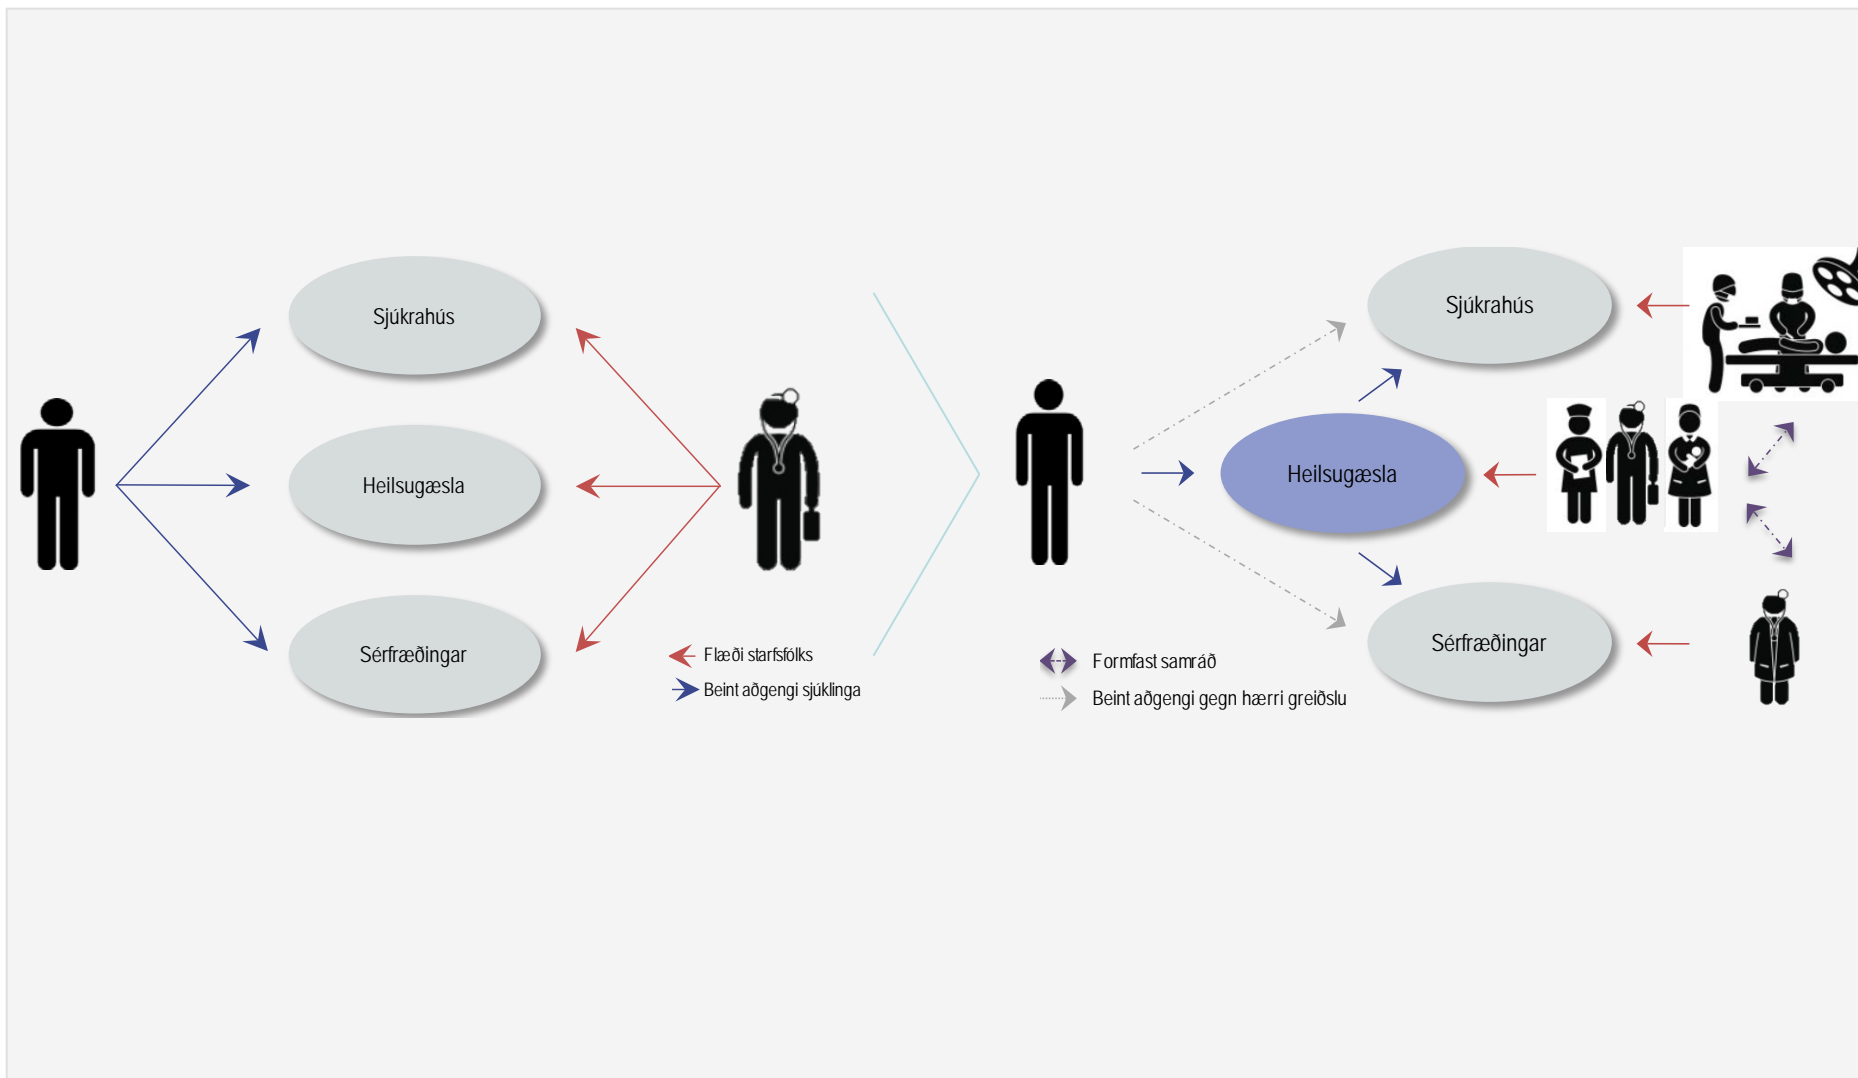 Sjúkrahús
Heilsugæsla
Sérfræðingar
Flæði starfsfólks
Beint aðgengi sjúklinga
Sjúkrahús
Heilsugæsla
Sérfræðingar
Formfast samráð
Beint aðgengi gegn hærri greiðslu